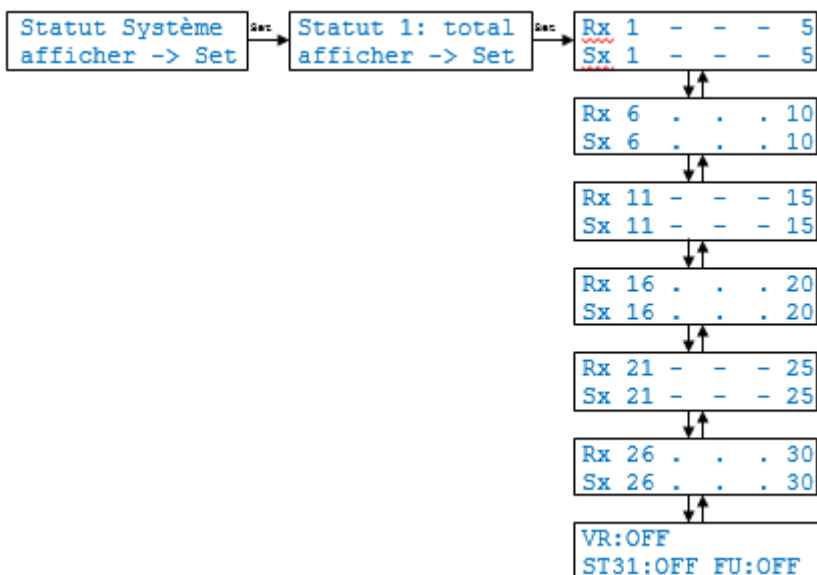 Statut Système
afficher -> Set
Set
Statut 1: total
afficher -> Set
Set
Rx 1 - - - 5
Sx 1 - - - 5
Rx 6 . . . 10
Sx 6 . . . 10
Rx 11 - - - 15
Sx 11 - - - 15
Rx 16 . . . 20
Sx 16 . . . 20
Rx 21 - - - 25
Sx 21 - - - 25
Rx 26 . . . 30
Sx 26 . . . 30
VR:OFF
ST31:OFF FU:OFF